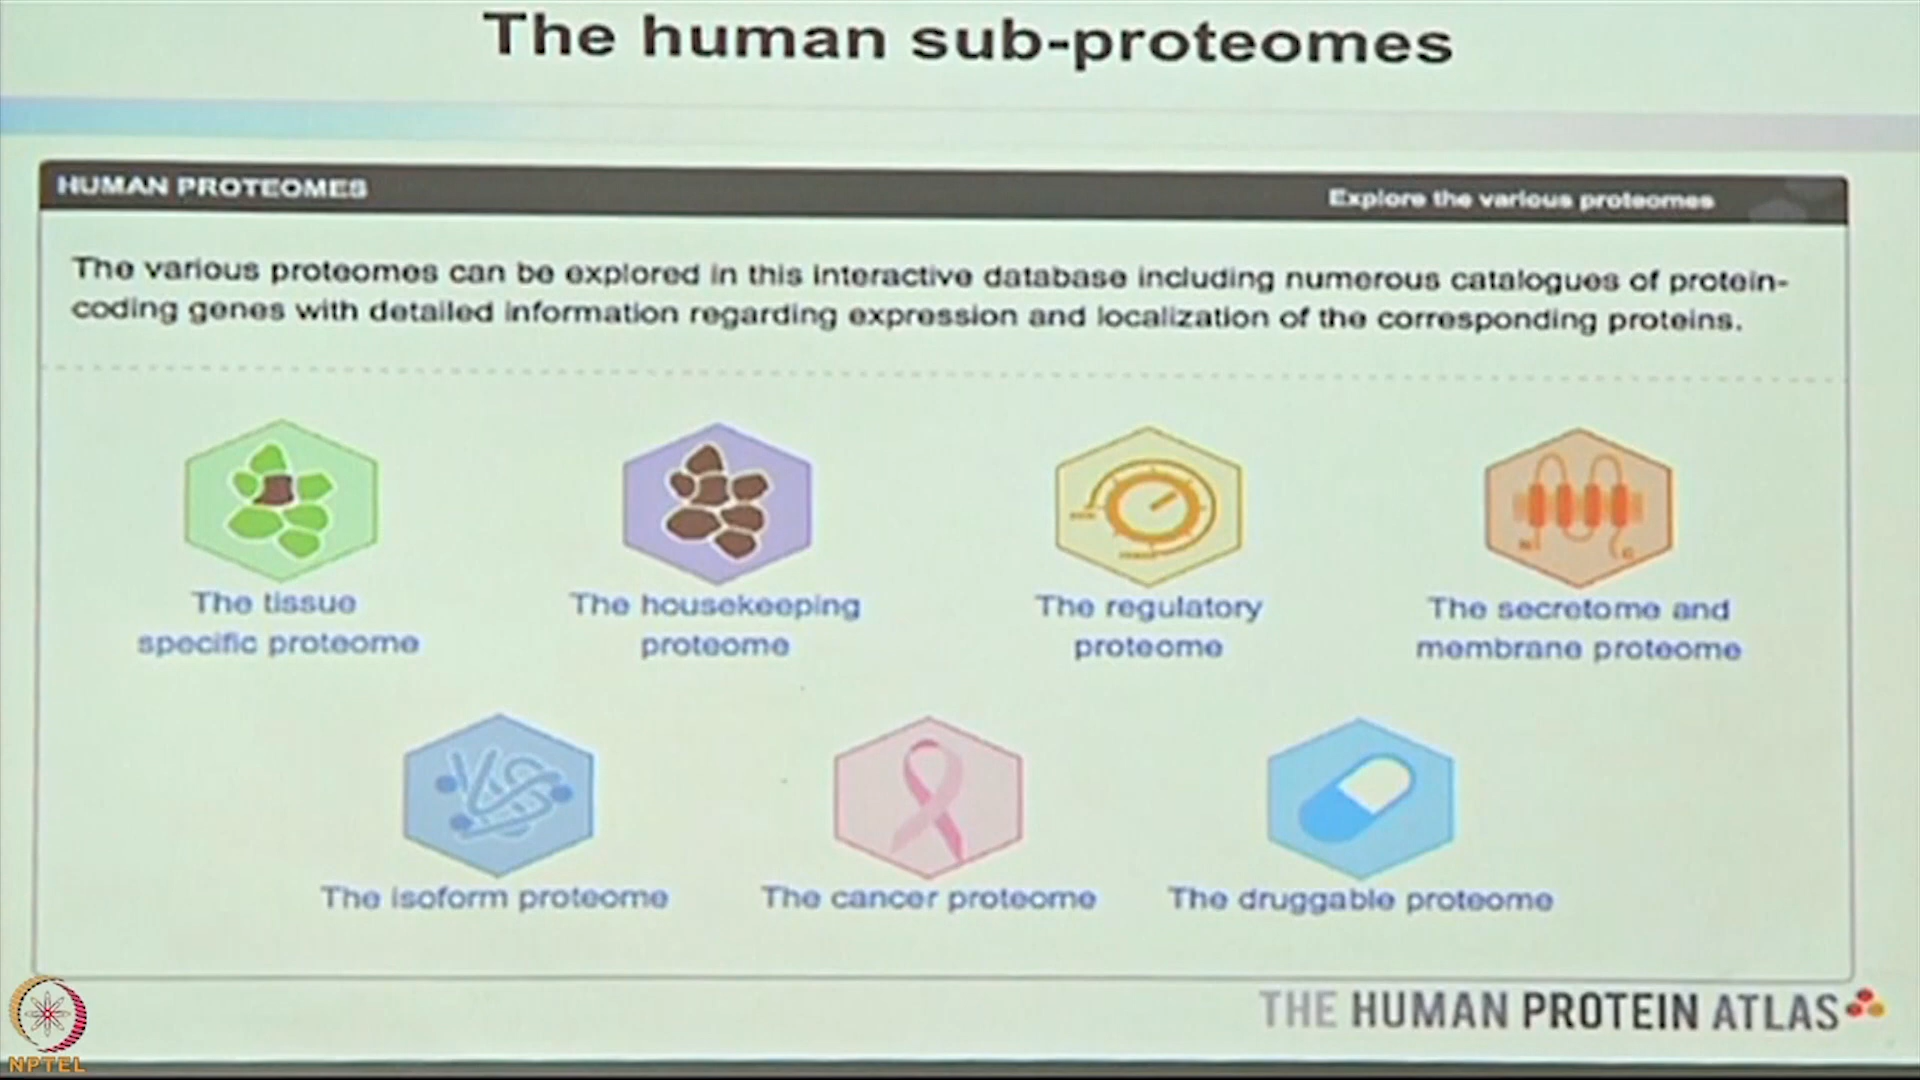 The human sub-proteomes
HUMAN PROTEOMES
Explore the various proteomes
The various proteomes can be explored in this interactive database including numerous catalogues of protein-
coding genes with detailed information regarding expression and localization of the corresponding proteins.
The tissue
specific proteome
The housekeeping
proteome
The regulatory
proteome
N
C
The secretome and
membrane proteome
The isoform proteome
The cancer proteome
The druggable proteome
THE HUMAN PROTEIN ATLAS
NPTEL